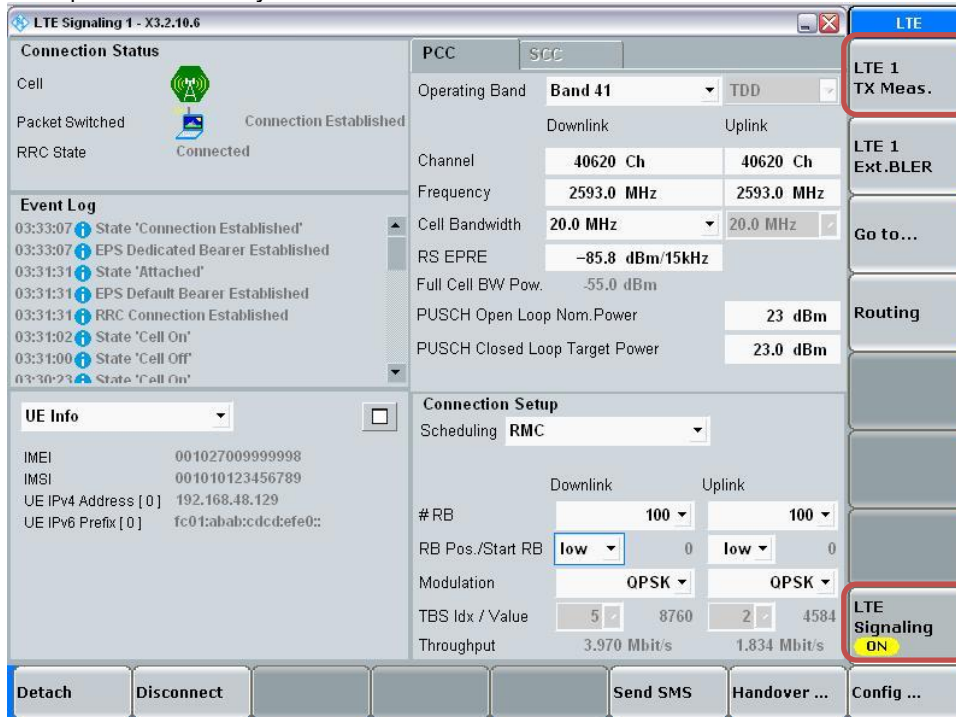 LTE Signaling 1 - X3.2.10.6
LTE
Connection Status
Cell
Packet Switched Connection Established
RRC State Connected
Event Log
03:33:07 State 'Connection Established'
03:33:07 EPS Dedicated Bearer Established
03:31:31 State 'Attached'
03:31:31 EPS Default Bearer Established
03:31:31 RRC Connection Established
03:31:02 State 'Cell On'
03:31:00 State 'Cell Off'
03:30:23 State 'Cell On'
UE Info
IMEI 001027009999998
IMSI 001010123456789
UE IPv4 Address [ 0 ] 192.168.48.129
UE IPv6 Prefix [ 0 ] fc01:abab:cdcd:efe0::
PCC SCC
Operating Band Band 41 TDD
Downlink Uplink
Channel 40620 Ch 40620 Ch
Frequency 2593.0 MHz 2593.0 MHz
Cell Bandwidth 20.0 MHz 20.0 MHz
RS EPRE -85.8 dBm/15kHz
Full Cell BW Pow. -55.0 dBm
PUSCH Open Loop Nom.Power 23 dBm
PUSCH Closed Loop Target Power 23.0 dBm
Connection Setup
Scheduling RMC
Downlink Uplink
# RB 100 100
RB Pos./Start RB low 0 low 0
Modulation QPSK QPSK
TBS Idx / Value 5 8760 2 4584
Throughput 3.970 Mbit/s 1.834 Mbit/s
LTE 1
TX Meas.
LTE 1
Ext.BLER
Go to...
Routing
LTE
Signaling
ON
Detach Disconnect Send SMS Handover ... Config ...